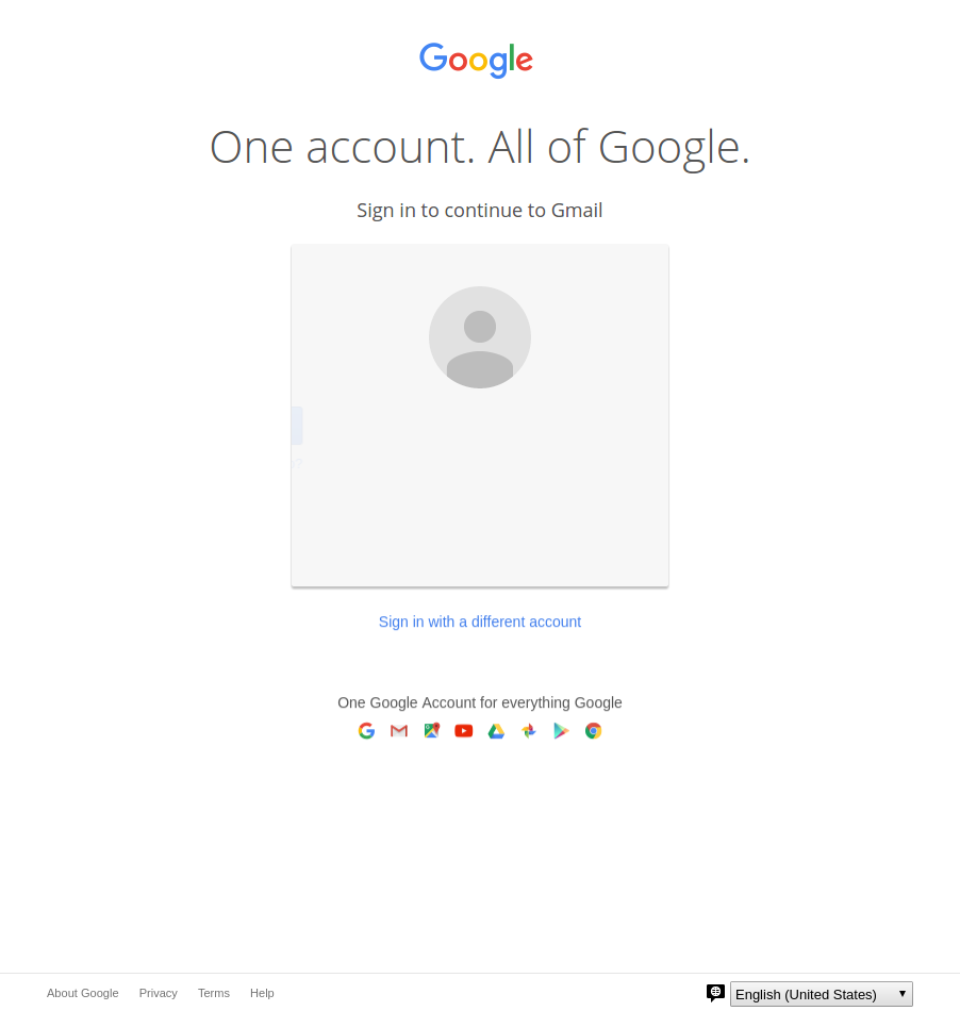 Google
One account. All of Google.
Sign in to continue to Gmail
Sign in with a different account
One Google Account for everything Google
About Google Privacy Terms Help English (United States)